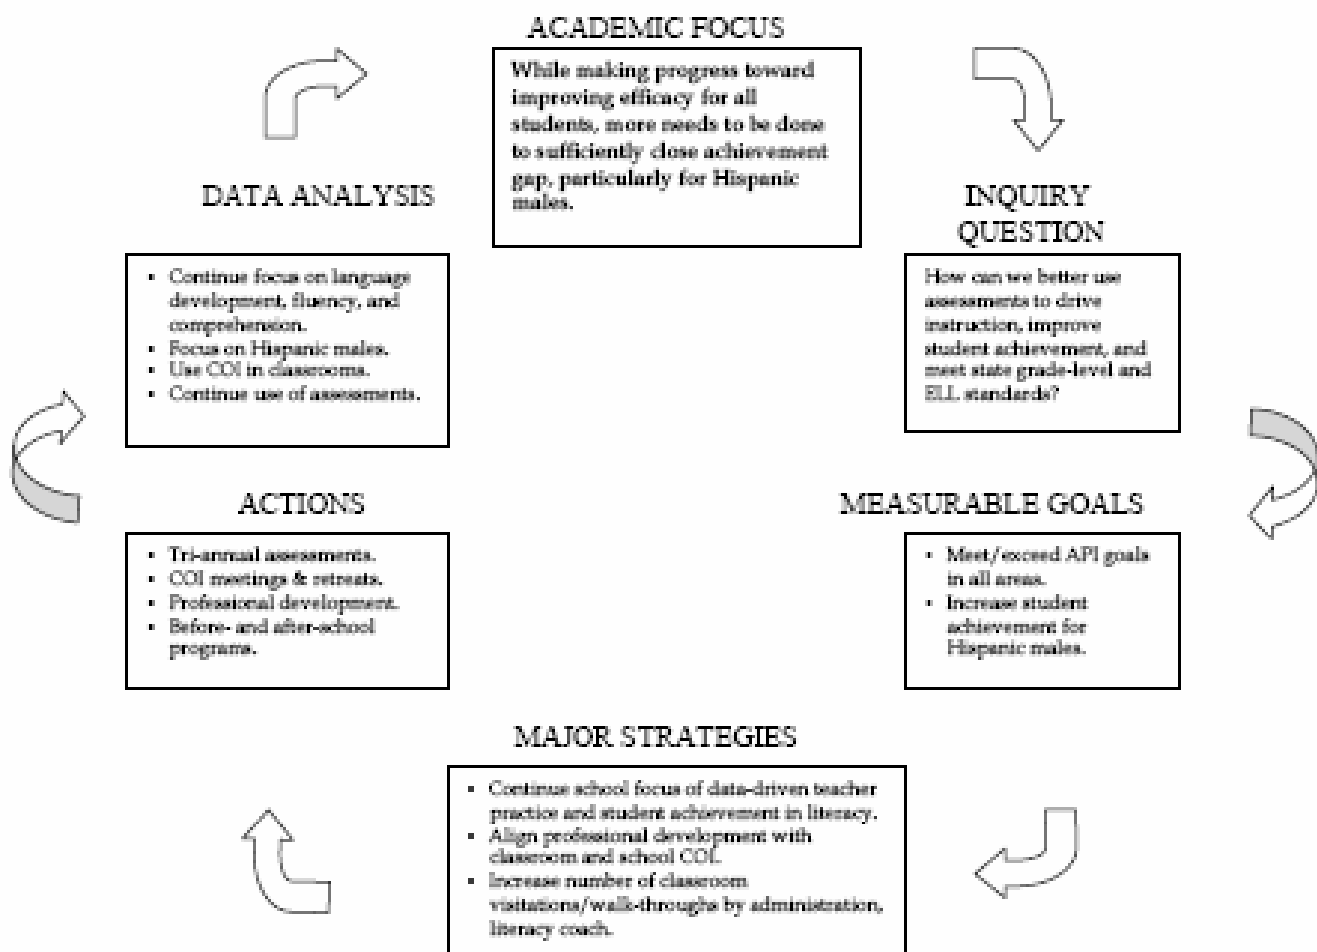 ACADEMIC FOCUS
While making progress toward
improving efficacy for all
students, more needs to be done
to sufficiently close achievement
gap, particularly for Hispanic
males.
INQUIRY
QUESTION
How can we better use
assessments to drive
instruction, improve
student achievement, and
meet state grade-level and
ELL standards?
MEASURABLE GOALS
▪ Meet/exceed API goals
in all areas.
▪ Increase student
achievement for
Hispanic males.
MAJOR STRATEGIES
▪ Continue school focus of data-driven teacher
practice and student achievement in literacy.
▪ Align professional development with
classroom and school COI.
▪ Increase number of classroom
visitations/walk-throughs by administration,
literacy coach.
ACTIONS
▪ Tri-annual assessments.
▪ COI meetings & retreats.
▪ Professional development.
▪ Before- and after-school
programs.
DATA ANALYSIS
▪ Continue focus on language
development, fluency, and
comprehension.
▪ Focus on Hispanic males.
▪ Use COI in classrooms.
▪ Continue use of assessments.